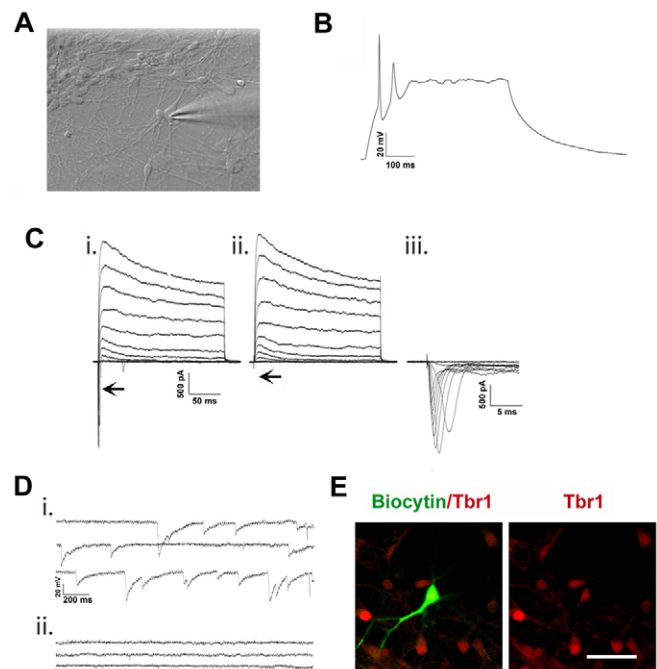 A
B
20 mV
100 ms
C
i.
ii.
iii.
500 pA
50 ms
500 pA
5 ms
D
i.
20 mV
200 ms
ii.
E
Biocytin/Tbr1
Tbr1